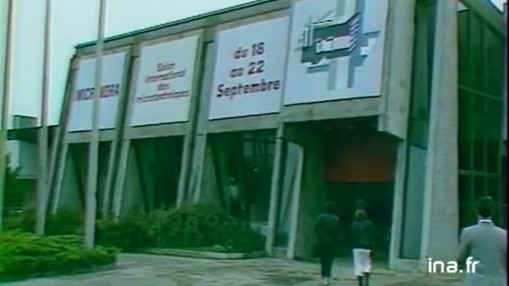 MICRONORA
Salon
International
des
microtechniques
du 18
au 22
Septembre
ina.fr